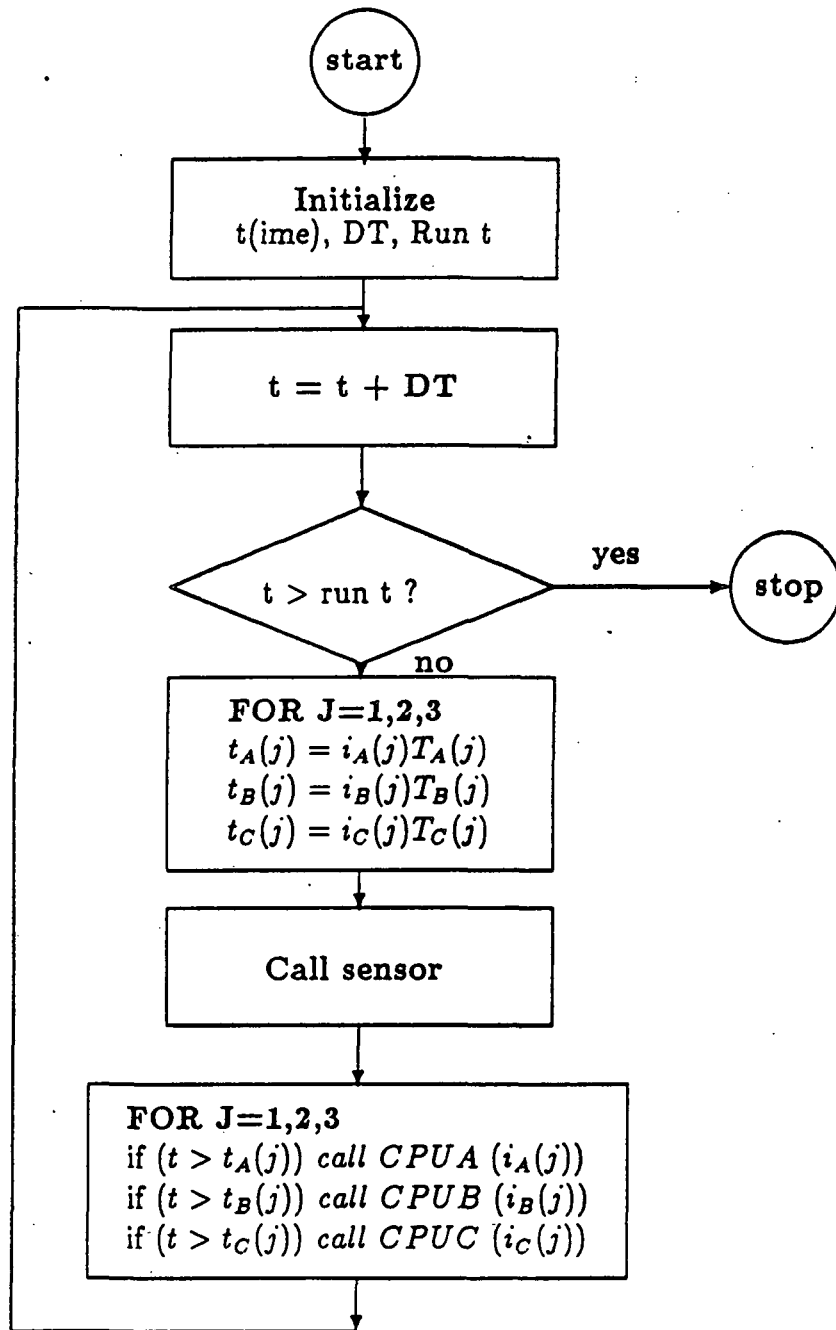 start
Initialize
t(ime), DT, Run t
t = t + DT
t > run t ?
yes
stop
no
FOR J=1,2,3
t_A(j) = i_A(j)T_A(j)
t_B(j) = i_B(j)T_B(j)
t_C(j) = i_C(j)T_C(j)
Call sensor
FOR J=1,2,3
if (t > t_A(j)) call CPUA (i_A(j))
if (t > t_B(j)) call CPUB (i_B(j))
if (t > t_C(j)) call CPUC (i_C(j))